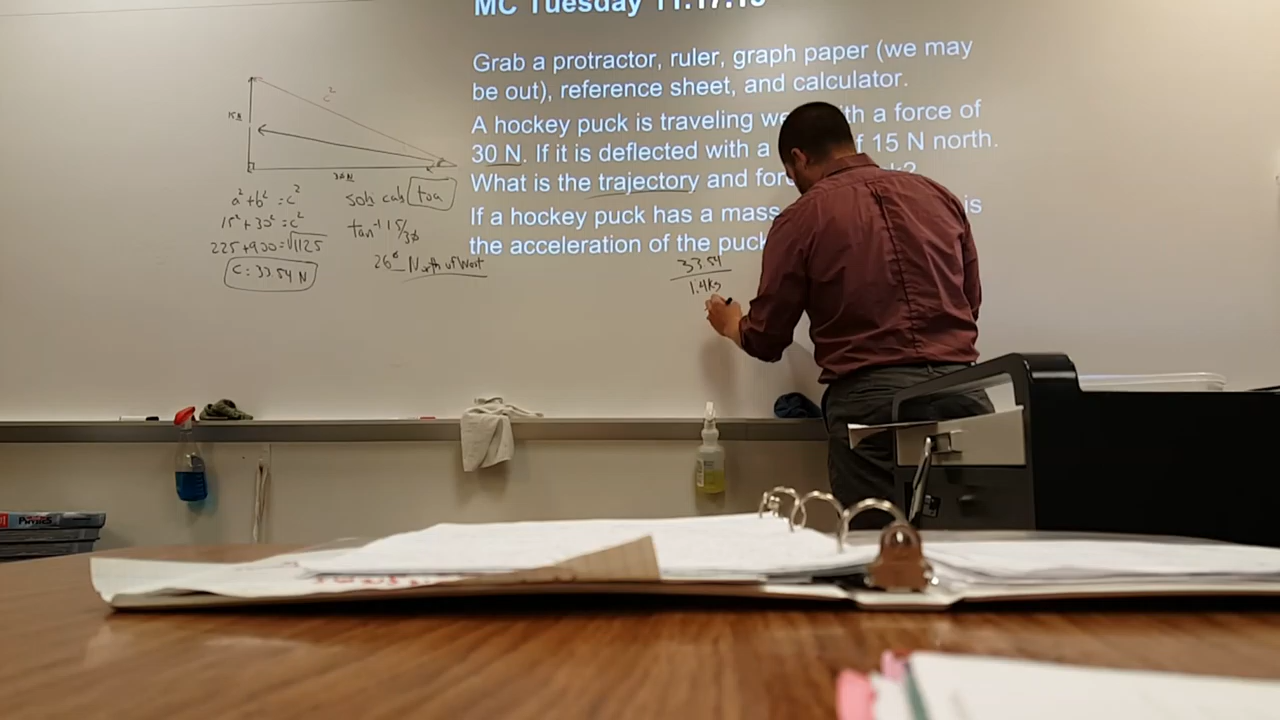 MC Tuesday 11.17.15
Grab a protractor, ruler, graph paper (we may
be out), reference sheet, and calculator.
A hockey puck is traveling we th a force of
30 N. If it is deflected with a of 15 N north.
What is the trajectory and for k?
If a hockey puck has a mass is
the acceleration of the puck
c²
15N
30N
a² + b² = c²
15² + 30² = c²
225 + 900 = √1125
C = 33.54 N
soh cah toa
tan⁻¹ 15/30
26° North of West
33.54
1.4kg
Physics